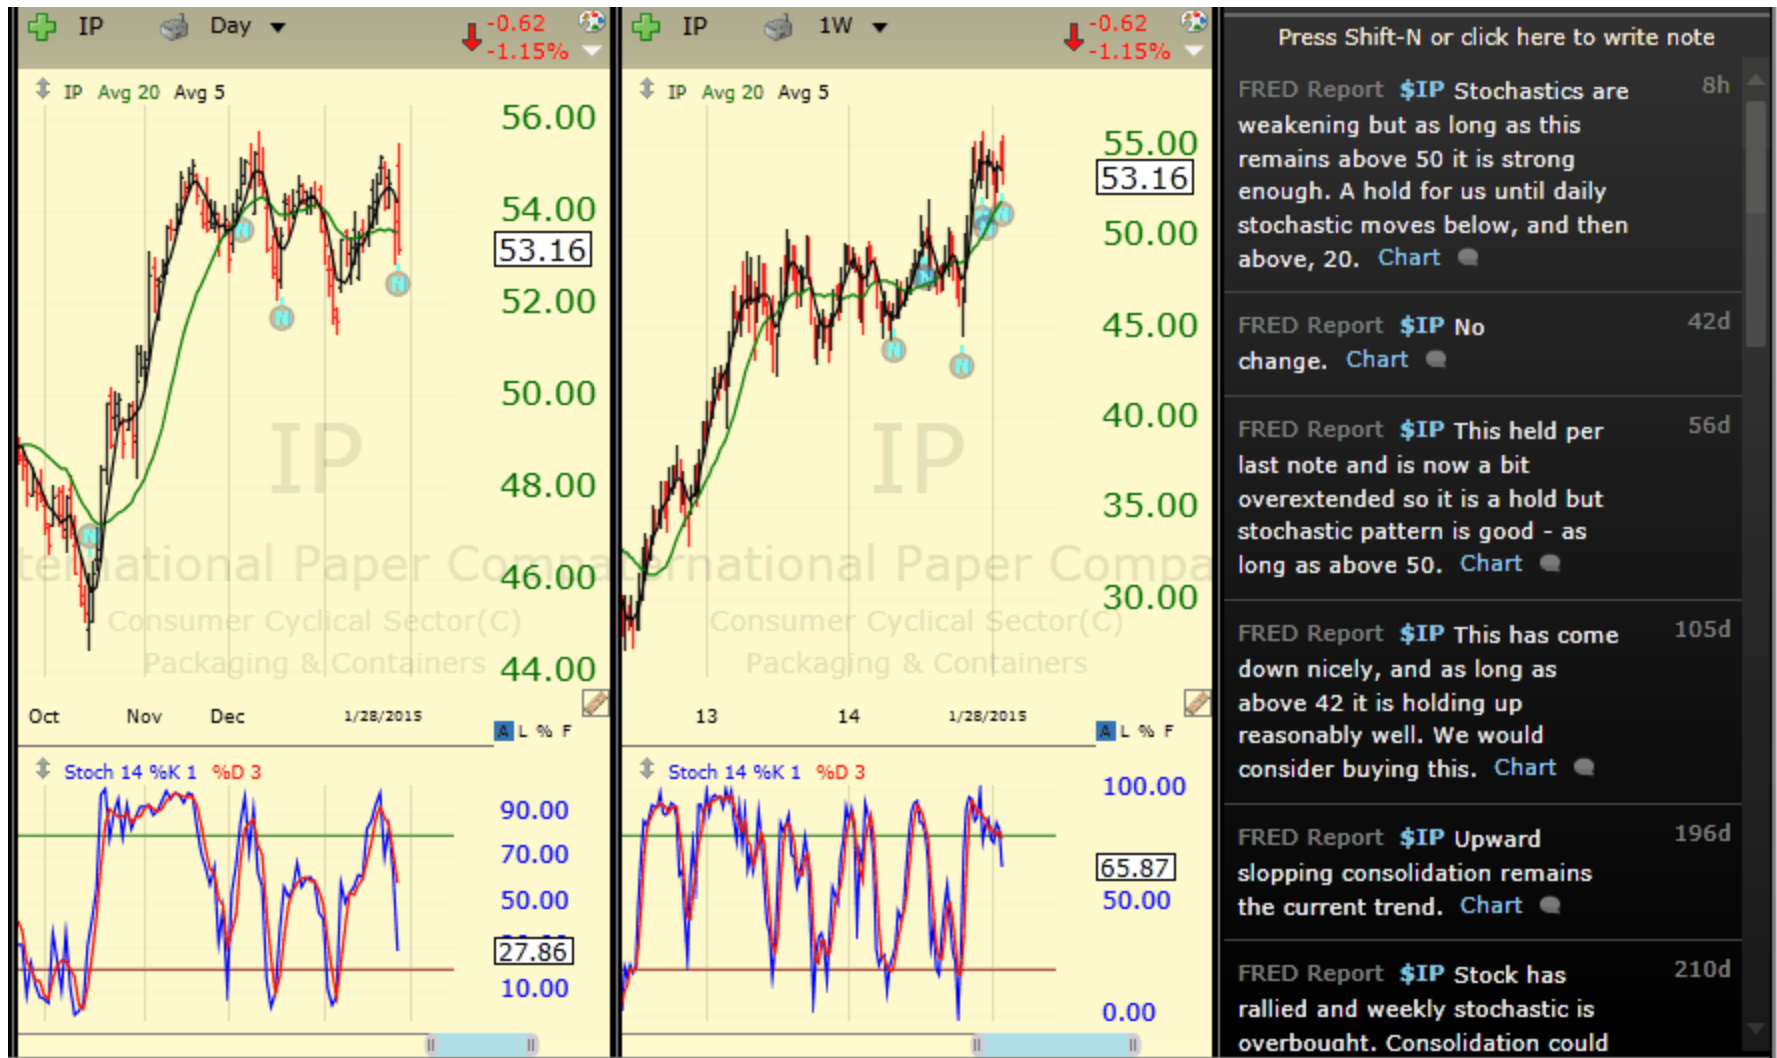 IP Day -0.62
-1.15%
IP Avg 20 Avg 5
56.00
54.00
53.16
52.00
50.00
48.00
46.00
44.00
IP
ternational Paper Compa
Consumer Cyclical Sector(C)
Packaging & Containers
Oct Nov Dec 1/28/2015
A L % F
Stoch 14 %K 1 %D 3
90.00
70.00
50.00
27.86
10.00
IP 1W -0.62
-1.15%
IP Avg 20 Avg 5
55.00
53.16
50.00
45.00
40.00
35.00
30.00
IP
ernational Paper Compa
Consumer Cyclical Sector(C)
Packaging & Containers
13 14 1/28/2015
A L % F
Stoch 14 %K 1 %D 3
100.00
65.87
50.00
0.00
Press Shift-N or click here to write note
FRED Report $IP Stochastics are 8h
weakening but as long as this
remains above 50 it is strong
enough. A hold for us until daily
stochastic moves below, and then
above, 20. Chart
FRED Report $IP No 42d
change. Chart
FRED Report $IP This held per 56d
last note and is now a bit
overextended so it is a hold but
stochastic pattern is good - as
long as above 50. Chart
FRED Report $IP This has come 105d
down nicely, and as long as
above 42 it is holding up
reasonably well. We would
consider buying this. Chart
FRED Report $IP Upward 196d
slopping consolidation remains
the current trend. Chart
FRED Report $IP Stock has 210d
rallied and weekly stochastic is
overbought. Consolidation could